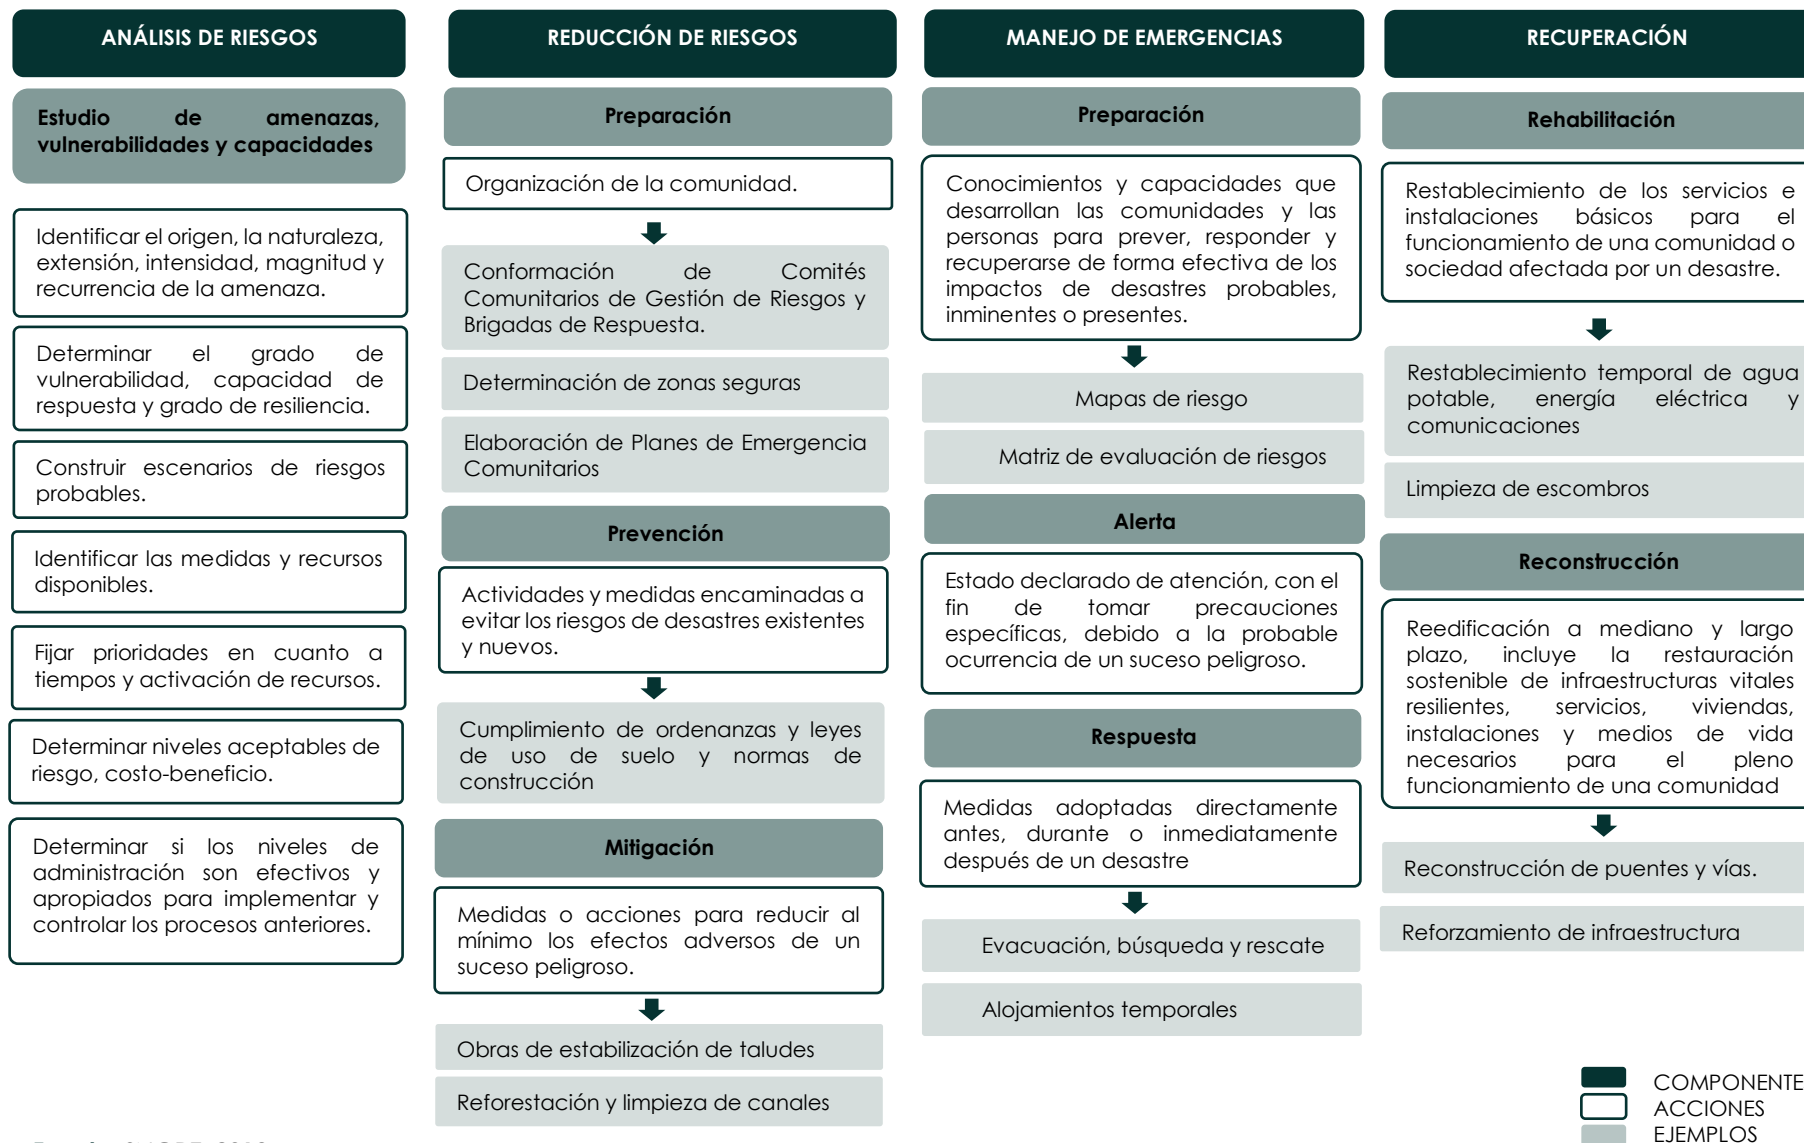 ANÁLISIS DE RIESGOS
Estudio de amenazas,
vulnerabilidades y capacidades
Identificar el origen, la naturaleza,
extensión, intensidad, magnitud y
recurrencia de la amenaza.
Determinar el grado de
vulnerabilidad, capacidad de
respuesta y grado de resiliencia.
Construir escenarios de riesgos
probables.
Identificar las medidas y recursos
disponibles.
Fijar prioridades en cuanto a
tiempos y activación de recursos.
Determinar niveles aceptables de
riesgo, costo-beneficio.
Determinar si los niveles de
administración son efectivos y
apropiados para implementar y
controlar los procesos anteriores.
REDUCCIÓN DE RIESGOS
Preparación
Organización de la comunidad.
Conformación de Comités
Comunitarios de Gestión de Riesgos y
Brigadas de Respuesta.
Determinación de zonas seguras
Elaboración de Planes de Emergencia
Comunitarios
Prevención
Actividades y medidas encaminadas a
evitar los riesgos de desastres existentes
y nuevos.
Cumplimiento de ordenanzas y leyes
de uso de suelo y normas de
construcción
Mitigación
Medidas o acciones para reducir al
mínimo los efectos adversos de un
suceso peligroso.
Obras de estabilización de taludes
Reforestación y limpieza de canales
MANEJO DE EMERGENCIAS
Preparación
Conocimientos y capacidades que
desarrollan las comunidades y las
personas para prever, responder y
recuperarse de forma efectiva de los
impactos de desastres probables,
inminentes o presentes.
Mapas de riesgo
Matriz de evaluación de riesgos
Alerta
Estado declarado de atención, con el
fin de tomar precauciones
específicas, debido a la probable
ocurrencia de un suceso peligroso.
Respuesta
Medidas adoptadas directamente
antes, durante o inmediatamente
después de un desastre
Evacuación, búsqueda y rescate
Alojamientos temporales
RECUPERACIÓN
Rehabilitación
Restablecimiento de los servicios e
instalaciones básicos para el
funcionamiento de una comunidad o
sociedad afectada por un desastre.
Restablecimiento temporal de agua
potable, energía eléctrica y
comunicaciones
Limpieza de escombros
Reconstrucción
Reedificación a mediano y largo
plazo, incluye la restauración
sostenible de infraestructuras vitales
resilientes, servicios, viviendas,
instalaciones y medios de vida
necesarios para el pleno
funcionamiento de una comunidad
Reconstrucción de puentes y vías.
Reforzamiento de infraestructura
COMPONENTE
ACCIONES
EJEMPLOS